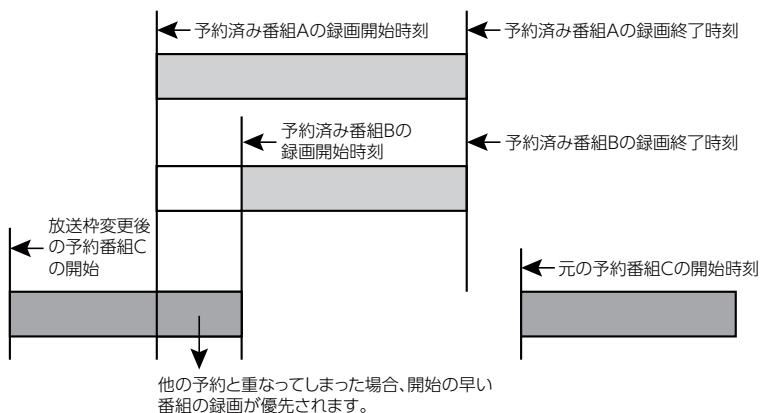 予約済み番組Aの録画開始時刻
予約済み番組Aの録画終了時刻
予約済み番組Bの
録画開始時刻
予約済み番組Bの録画終了時刻
放送枠変更後
の予約番組C
の開始
元の予約番組Cの開始時刻
他の予約と重なってしまった場合、開始の早い
番組の録画が優先されます。